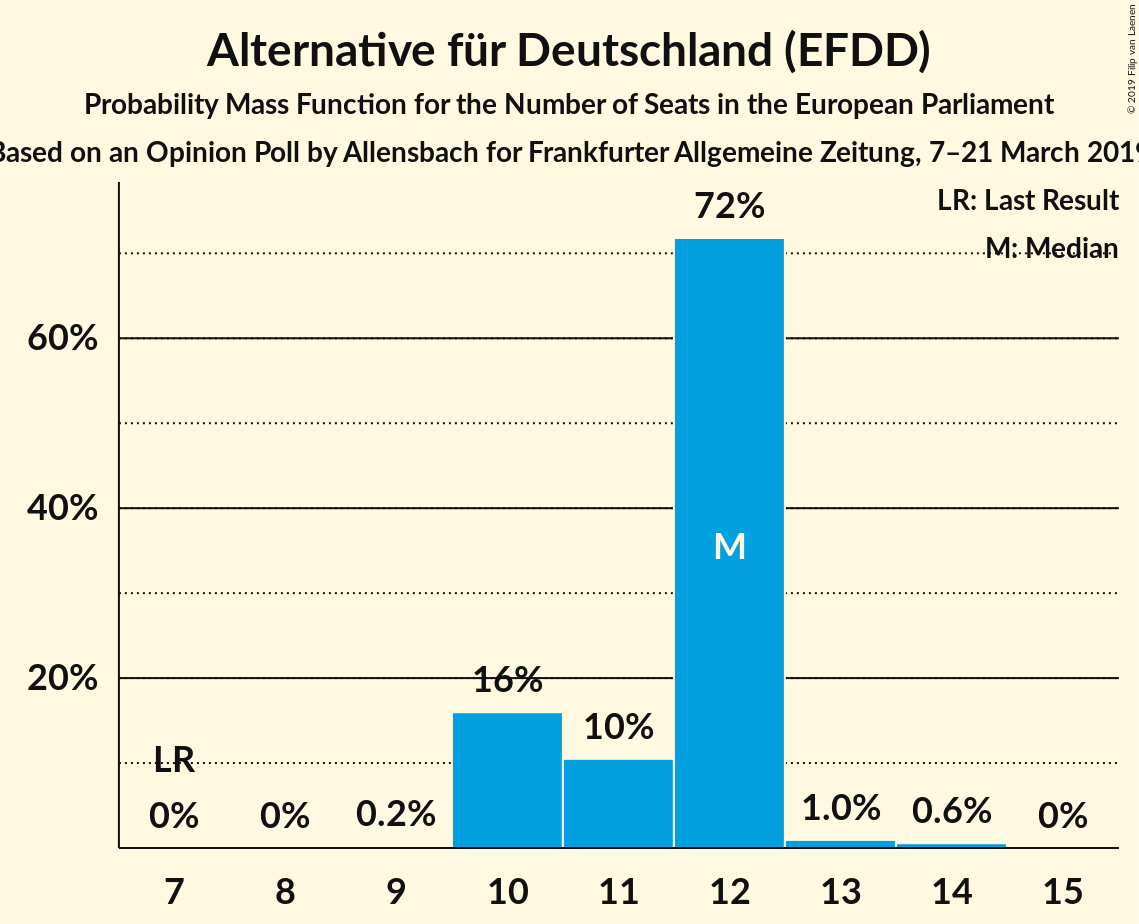 Alternative für Deutschland (EFDD)
Probability Mass Function for the Number of Seats in the European Parliament
Based on an Opinion Poll by Allensbach for Frankfurter Allgemeine Zeitung, 7–21 March 2019
© 2019 Filip van Laenen
LR: Last Result
M: Median
72%
60%
40%
M
20%
16%
10%
LR
0%
0%
0.2%
1.0%
0.6%
0%
7
8
9
10
11
12
13
14
15